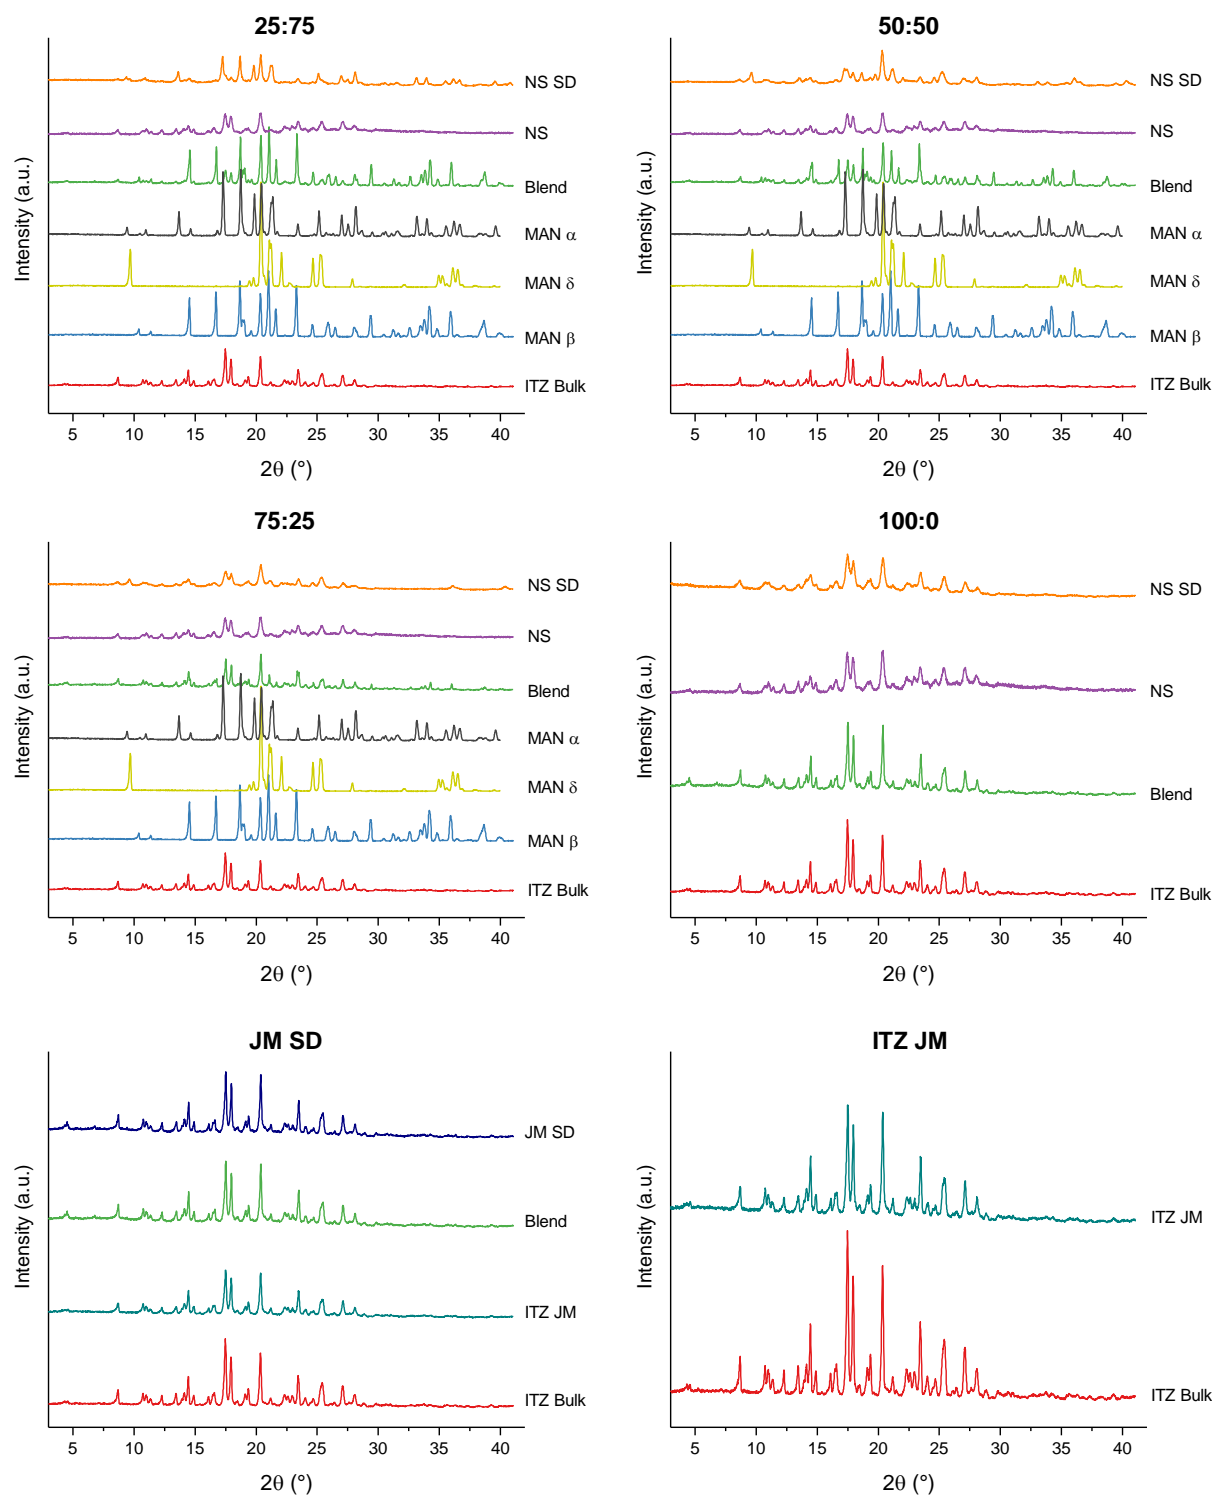 25:75
NS SD
NS
Blend
MAN α
MAN δ
MAN β
ITZ Bulk
Intensity (a.u.)
5 10 15 20 25 30 35 40
2θ (°)
50:50
NS SD
NS
Blend
MAN α
MAN δ
MAN β
ITZ Bulk
Intensity (a.u.)
5 10 15 20 25 30 35 40
2θ (°)
75:25
NS SD
NS
Blend
MAN α
MAN δ
MAN β
ITZ Bulk
Intensity (a.u.)
5 10 15 20 25 30 35 40
2θ (°)
100:0
NS SD
NS
Blend
ITZ Bulk
Intensity (a.u.)
5 10 15 20 25 30 35 40
2θ (°)
JM SD
JM SD
Blend
ITZ JM
ITZ Bulk
Intensity (a.u.)
5 10 15 20 25 30 35 40
2θ (°)
ITZ JM
ITZ JM
ITZ Bulk
Intensity (a.u.)
5 10 15 20 25 30 35 40
2θ (°)